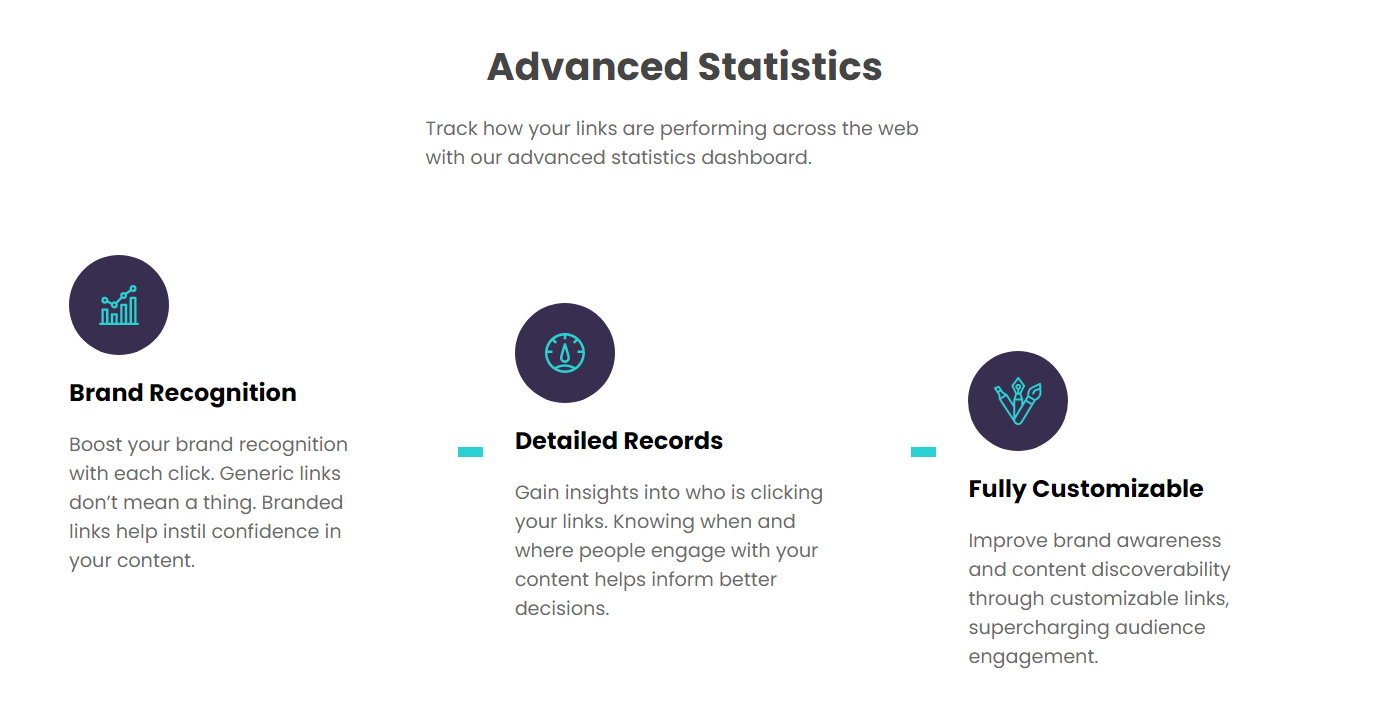 Advanced Statistics
Track how your links are performing across the web
with our advanced statistics dashboard.
Brand Recognition
Boost your brand recognition
with each click. Generic links
don’t mean a thing. Branded
links help instil confidence in
your content.
Detailed Records
Gain insights into who is clicking
your links. Knowing when and
where people engage with your
content helps inform better
decisions.
Fully Customizable
Improve brand awareness
and content discoverability
through customizable links,
supercharging audience
engagement.